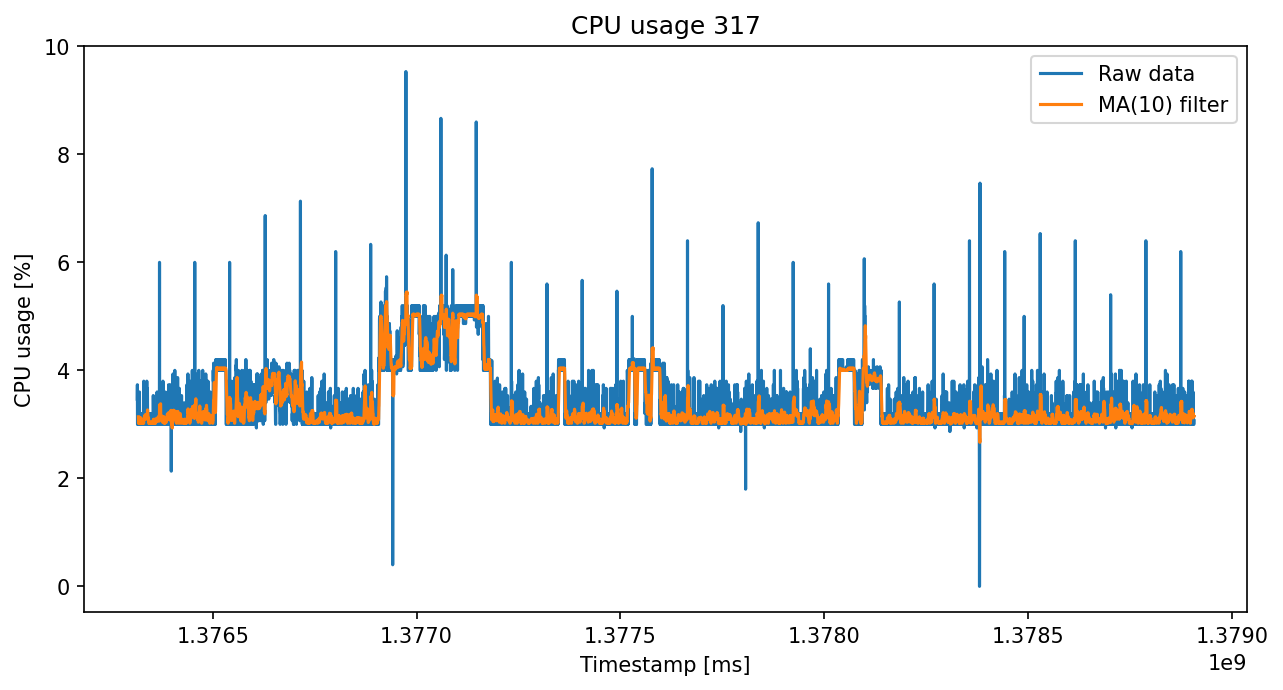 CPU usage 317
Raw data
MA(10) filter
CPU usage [%]
10
8
6
4
2
0
1.3765 1.3770 1.3775 1.3780 1.3785 1.3790
1e9
Timestamp [ms]